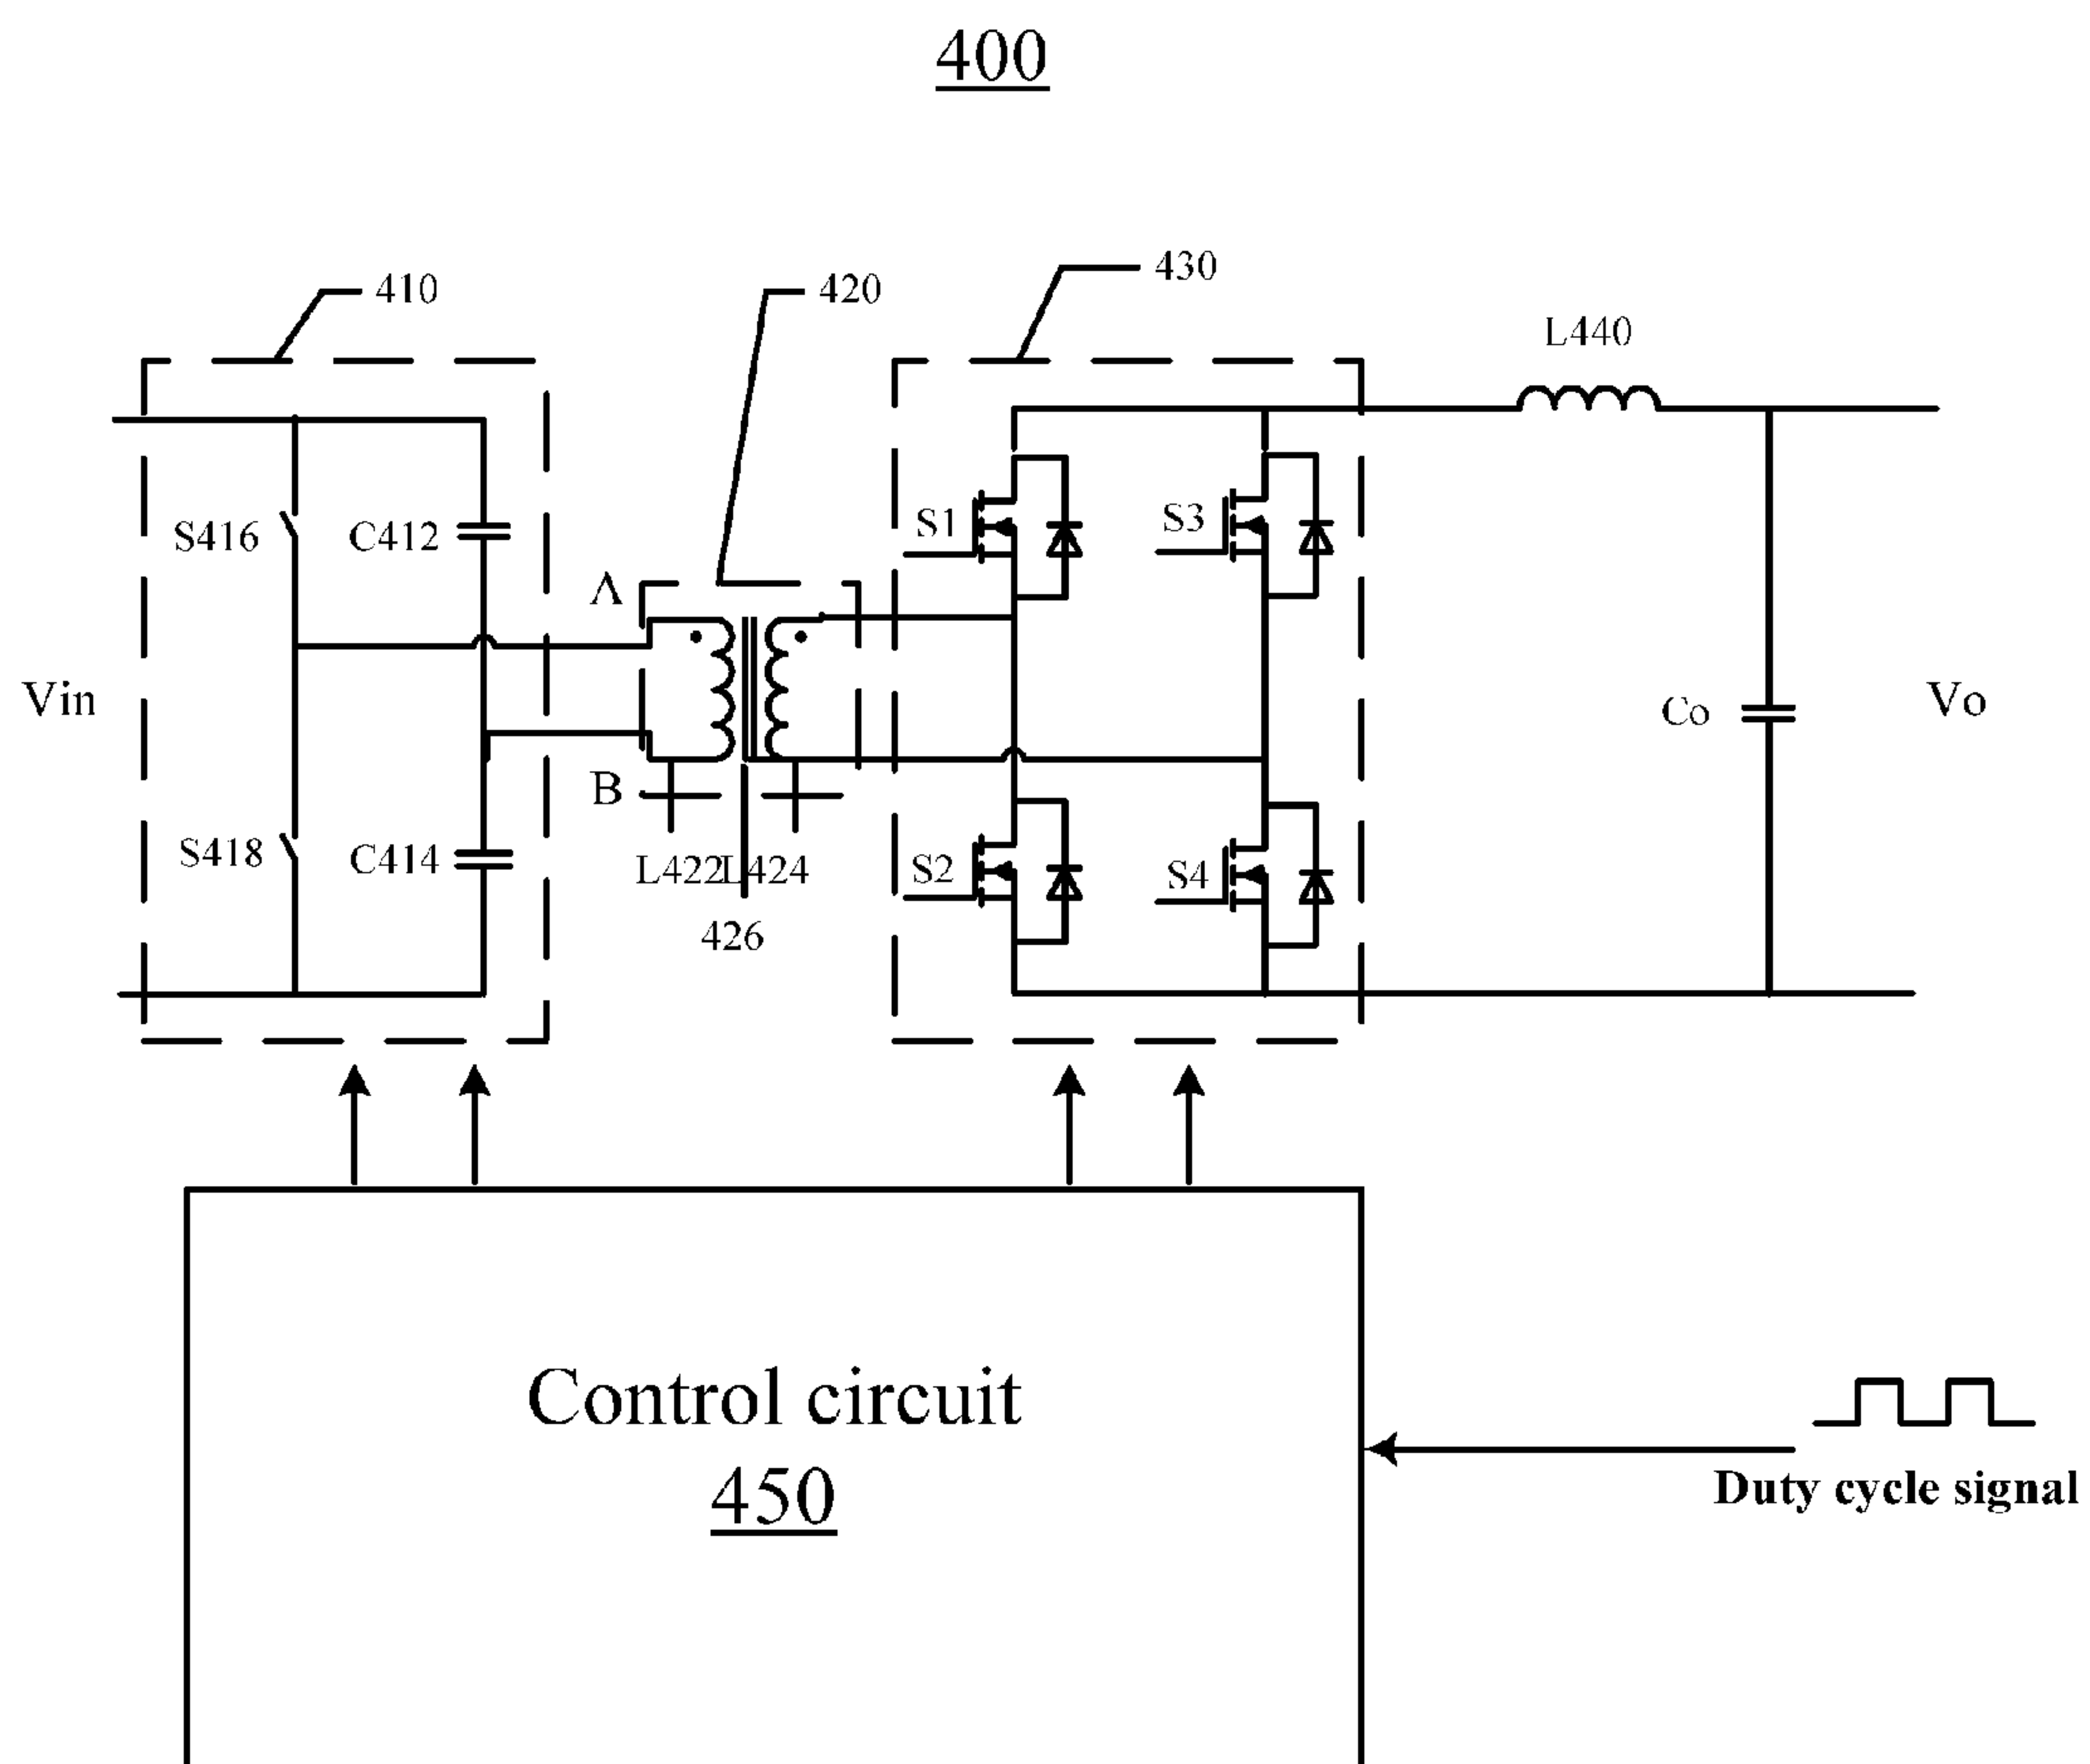 400
410
420
430
L440
S416
C412
S1
S3
A
Vin
Co
Vo
B
S418
C414
L422
L424
S2
S4
426
Control circuit
450
Duty cycle signal